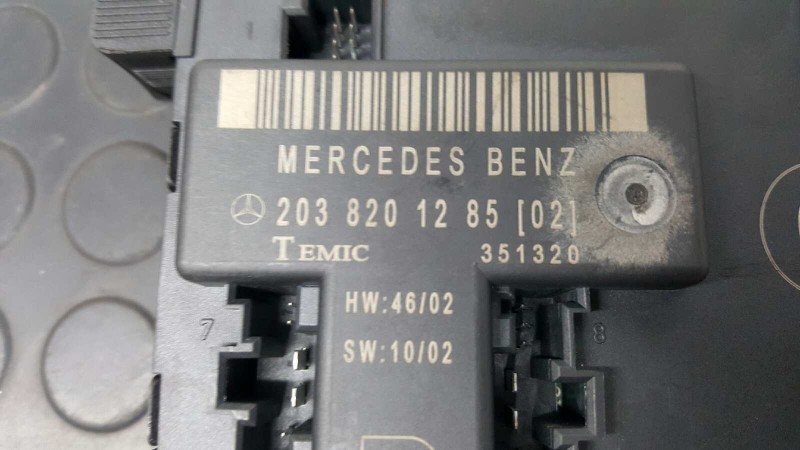 MERCEDES BENZ
203 820 12 85 [02]
TEMIC 351320
HW:46/02
SW:10/02
7
8